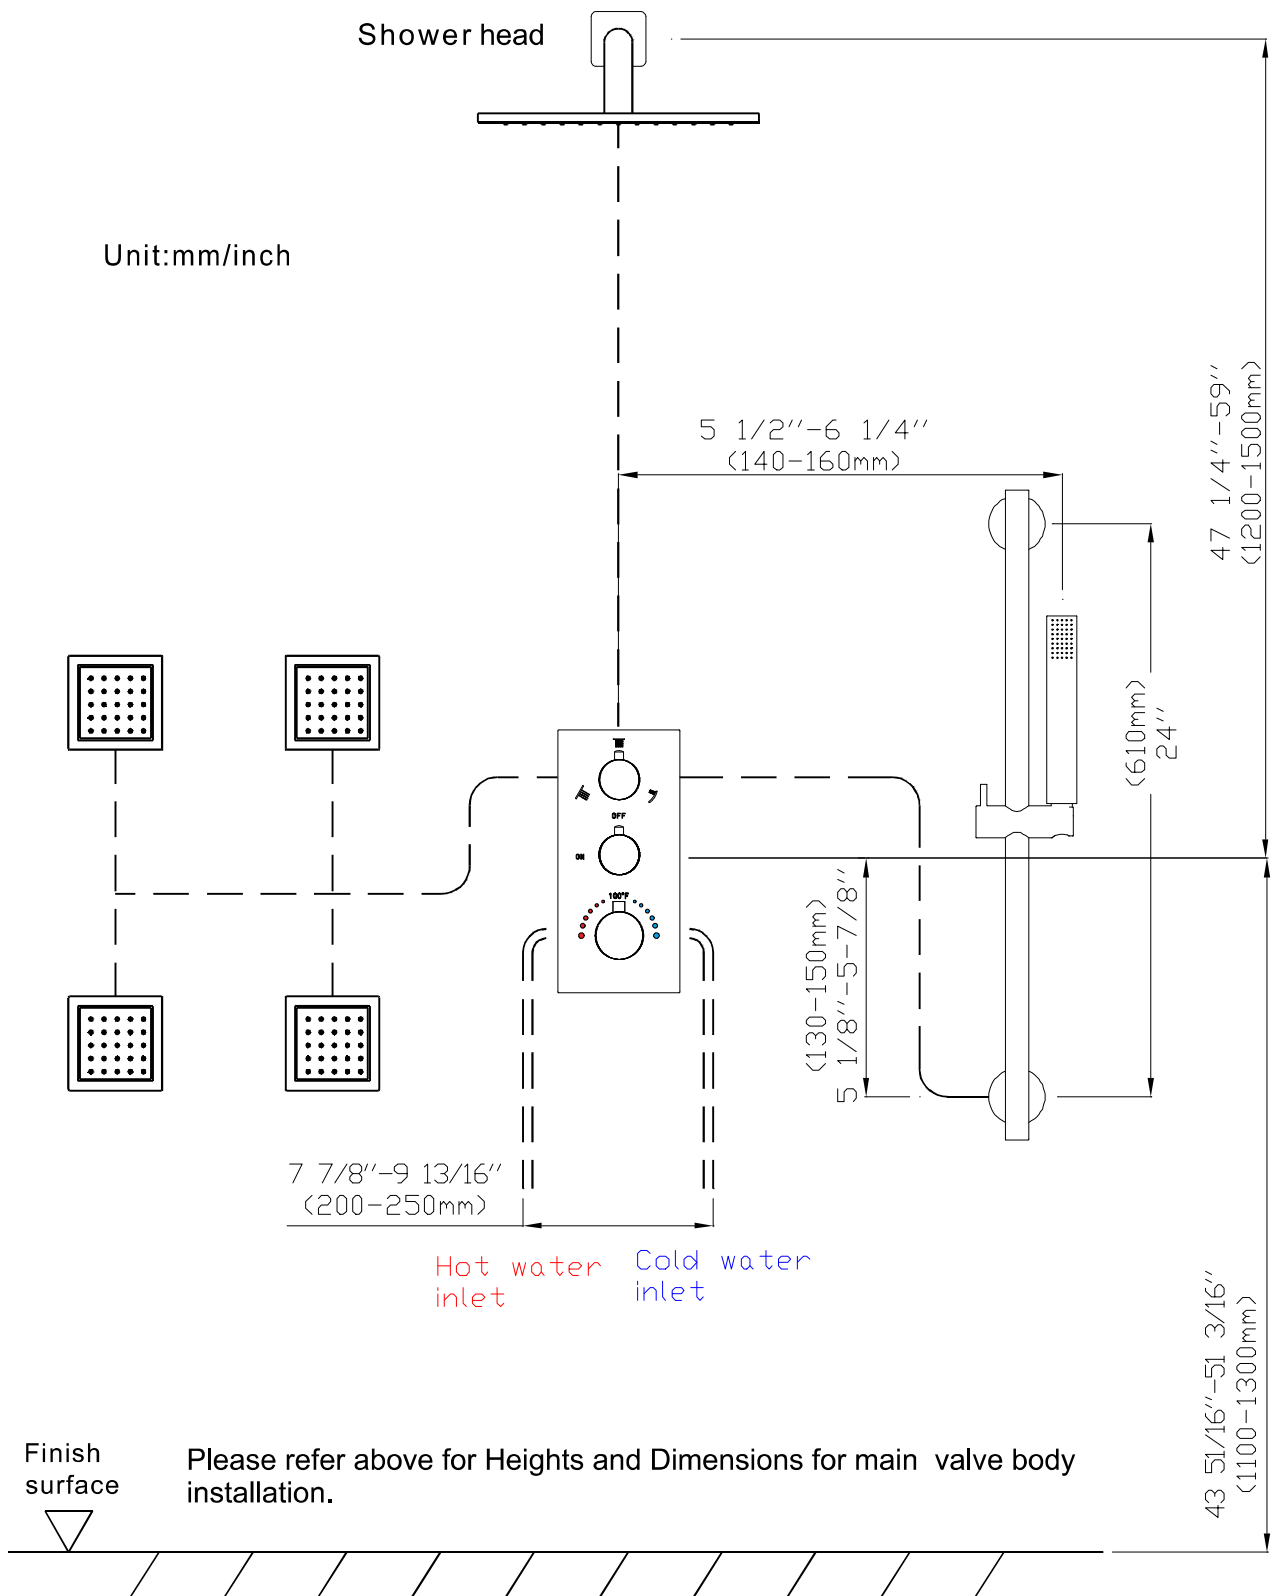 Shower head
Unit:mm/inch
5 1/2''-6 1/4''
(140-160mm)
47 1/4''-59''
(1200-1500mm)
(610mm)
24''
OFF
ON
100°F
(130-150mm)
5 1/8''-5-7/8''
7 7/8''-9 13/16''
(200-250mm)
Hot water
inlet
Cold water
inlet
43 51/16''-51 3/16''
(1100-1300mm)
Finish
surface
Please refer above for Heights and Dimensions for main valve body
installation.